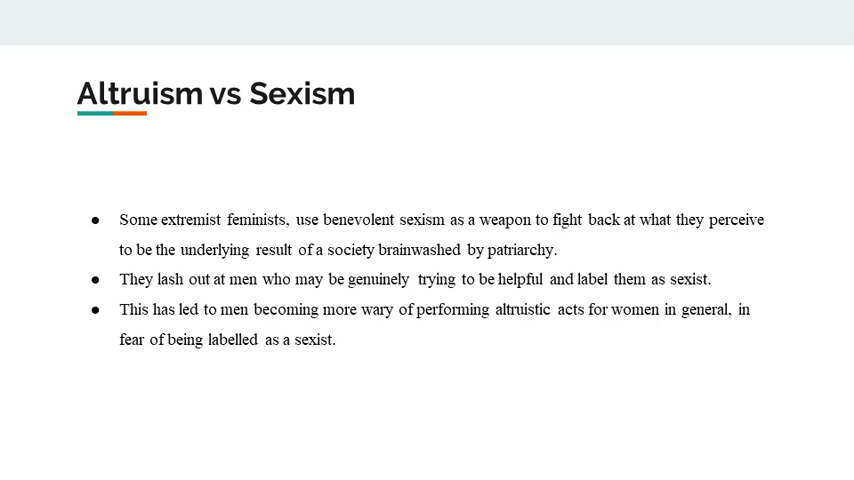 Altruism vs Sexism
● Some extremist feminists, use benevolent sexism as a weapon to fight back at what they perceive
to be the underlying result of a society brainwashed by patriarchy.
● They lash out at men who may be genuinely trying to be helpful and label them as sexist.
● This has led to men becoming more wary of performing altruistic acts for women in general, in
fear of being labelled as a sexist.